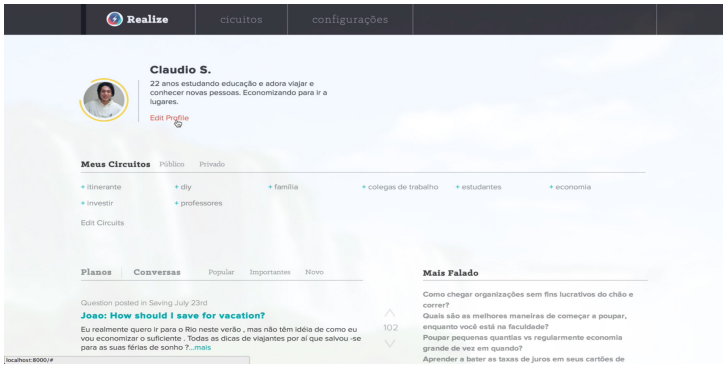 Realize cicuitos configurações
Claudio S.
22 anos estudando educação e adora viajar e
conhecer novas pessoas. Economizando para ir a
lugares.
Edit Profile
Meus Circuitos Público Privado
+ itinerante + diy + família + colegas de trabalho + estudantes + economia
+ investir + professores
Edit Circuits
Planos Conversas Popular Importantes Novo
Question posted in Saving July 23rd
Joao: How should I save for vacation?
Eu realmente quero ir para o Rio neste verão , mas não têm idéia de como eu
vou economizar o suficiente . Todas as dicas de viajantes por aí que salvou -se
para as suas férias de sonho ?...mais
102
Mais Falado
Como chegar organizações sem fins lucrativos do chão e
correr?
Quais são as melhores maneiras de começar a poupar,
enquanto você está na faculdade?
Poupar pequenas quantias vs regularmente economia
grande de vez em quando?
Aprender a bater as taxas de juros em seus cartões de
localhost:8000/#